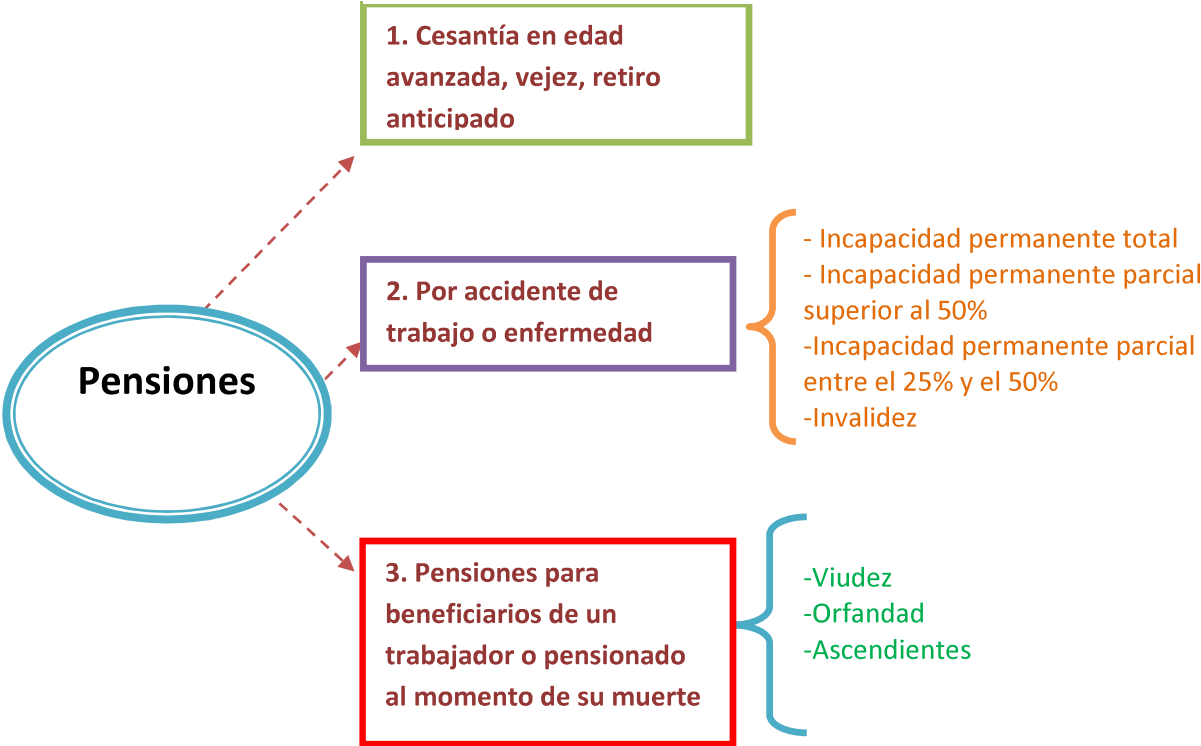 1. Cesantía en edad
avanzada, vejez, retiro
anticipado
- Incapacidad permanente total
- Incapacidad permanente parcial
superior al 50%
-Incapacidad permanente parcial
entre el 25% y el 50%
-Invalidez
2. Por accidente de
trabajo o enfermedad
Pensiones
3. Pensiones para
beneficiarios de un
trabajador o pensionado
al momento de su muerte
-Viudez
-Orfandad
-Ascendientes